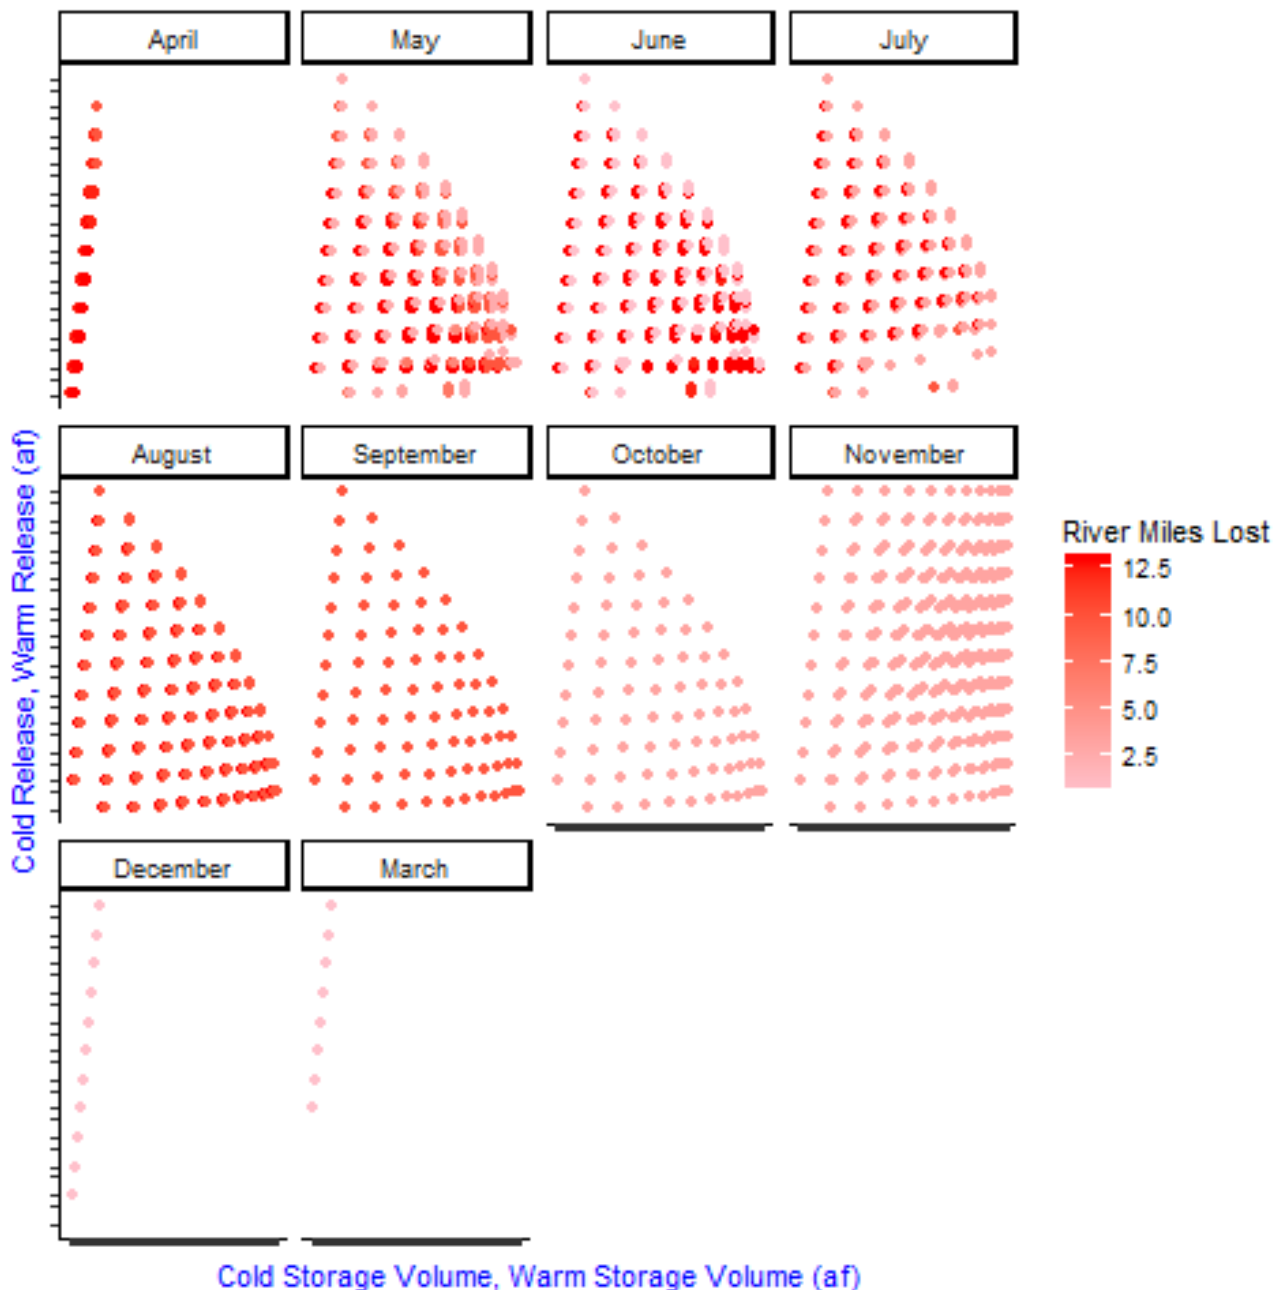 April
May
June
July
August
September
October
November
December
March
Cold Release, Warm Release (af)
Cold Storage Volume, Warm Storage Volume (af)
River Miles Lost
12.5
10.0
7.5
5.0
2.5